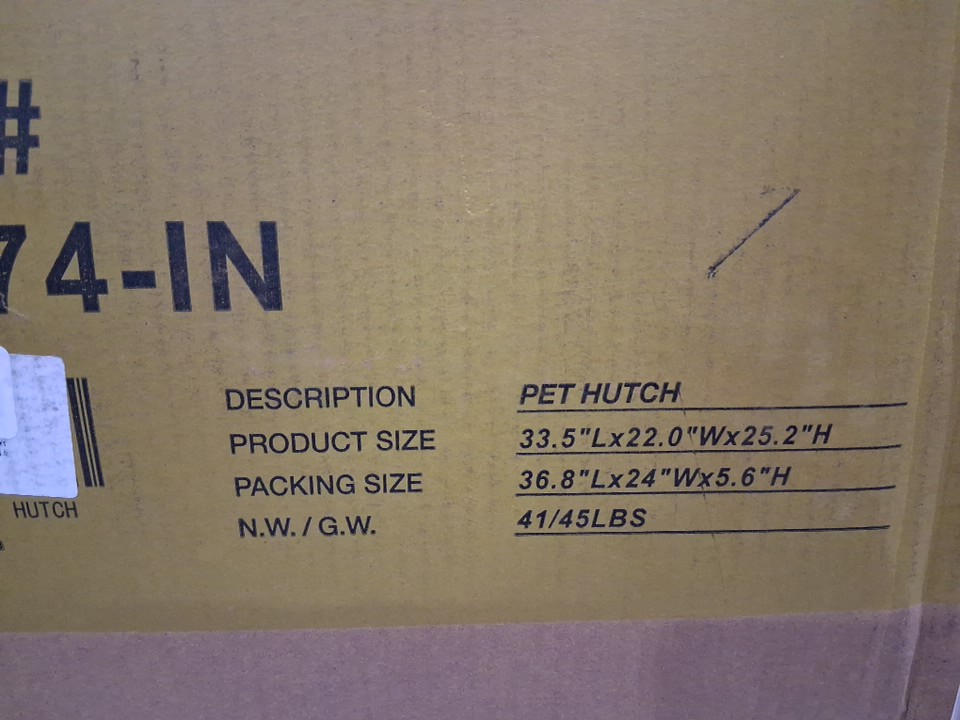 #
74-IN
HUTCH
DESCRIPTION PET HUTCH
PRODUCT SIZE 33.5"Lx22.0"Wx25.2"H
PACKING SIZE 36.8"Lx24"Wx5.6"H
N.W. / G.W. 41/45LBS